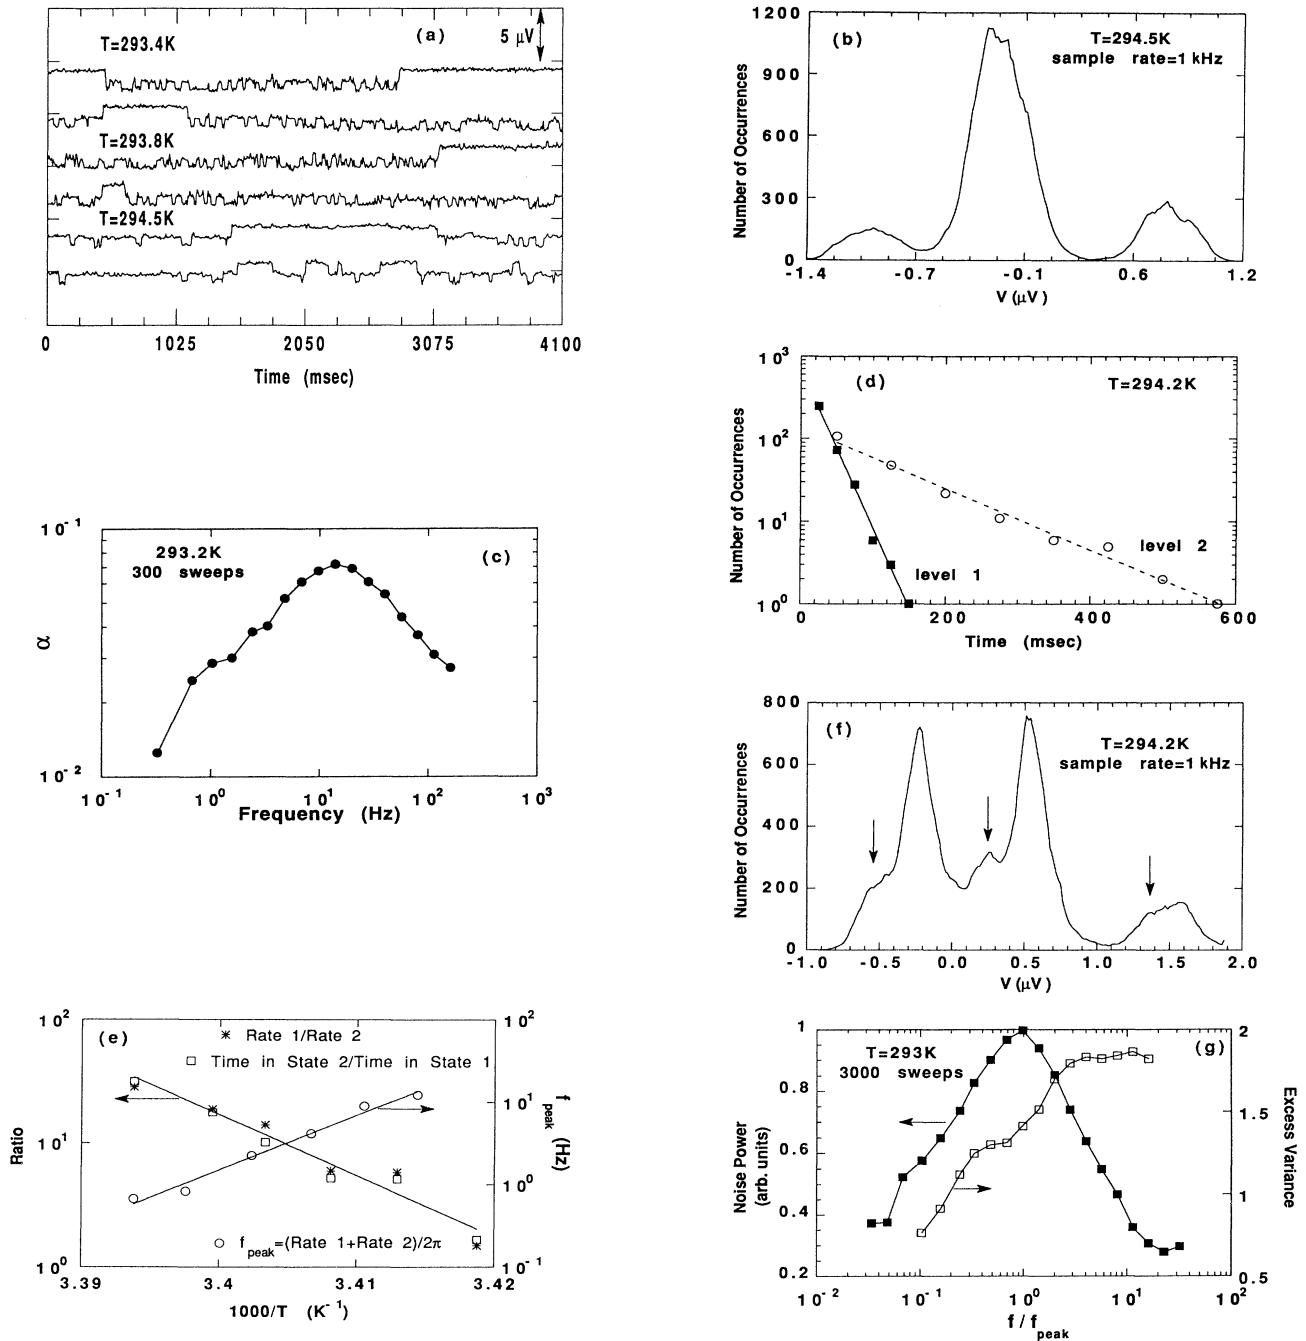 (a)
5 μV
T=293.4K
T=293.8K
T=294.5K
0 1025 2050 3075 4100
Time (msec)
(b)
T=294.5K
sample rate=1 kHz
Number of Occurrences
1200
900
600
300
0
-1.4 -0.7 -0.1 0.6 1.2
V (μV)
(c)
293.2K
300 sweeps
α
10⁻¹
10⁻²
10⁻¹ 10⁰ 10¹ 10² 10³
Frequency (Hz)
(d)
T=294.2K
Number of Occurrences
10³
10²
10¹
10⁰
level 2
level 1
0 200 400 600
Time (msec)
(e)
Rate 1/Rate 2
Time in State 2/Time in State 1
Ratio
10²
10¹
10⁰
f_peak (Hz)
10²
10¹
10⁰
10⁻¹
f_peak=(Rate 1+Rate 2)/2π
3.39 3.4 3.41 3.42
1000/T (K⁻¹)
(f)
T=294.2K
sample rate=1 kHz
Number of Occurrences
800
600
400
200
0
-1.0 -0.5 0.0 0.5 1.0 1.5 2.0
V (μV)
(g)
T=293K
3000 sweeps
Noise Power
(arb. units)
1
0.8
0.6
0.5
0.4
0.3
0.2
Excess Variance
2
1.5
1
0.5
10⁻² 10⁻¹ 10⁰ 10¹ 10²
f / f_peak